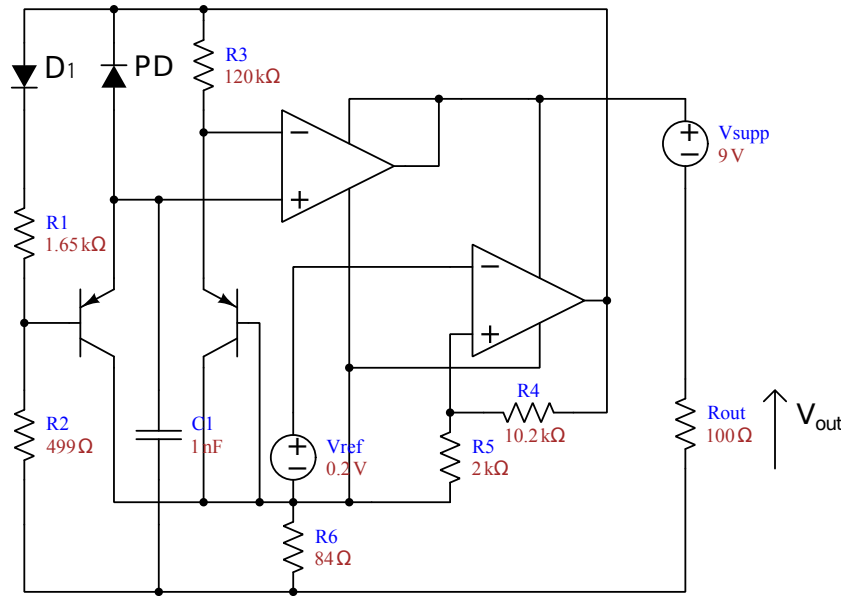 D1
PD
R3
120kΩ
Vsupp
9V
R1
1.65kΩ
R2
499Ω
C1
1nF
Vref
0.2V
R4
10.2kΩ
R5
2kΩ
Rout
100Ω
Vout
R6
84Ω